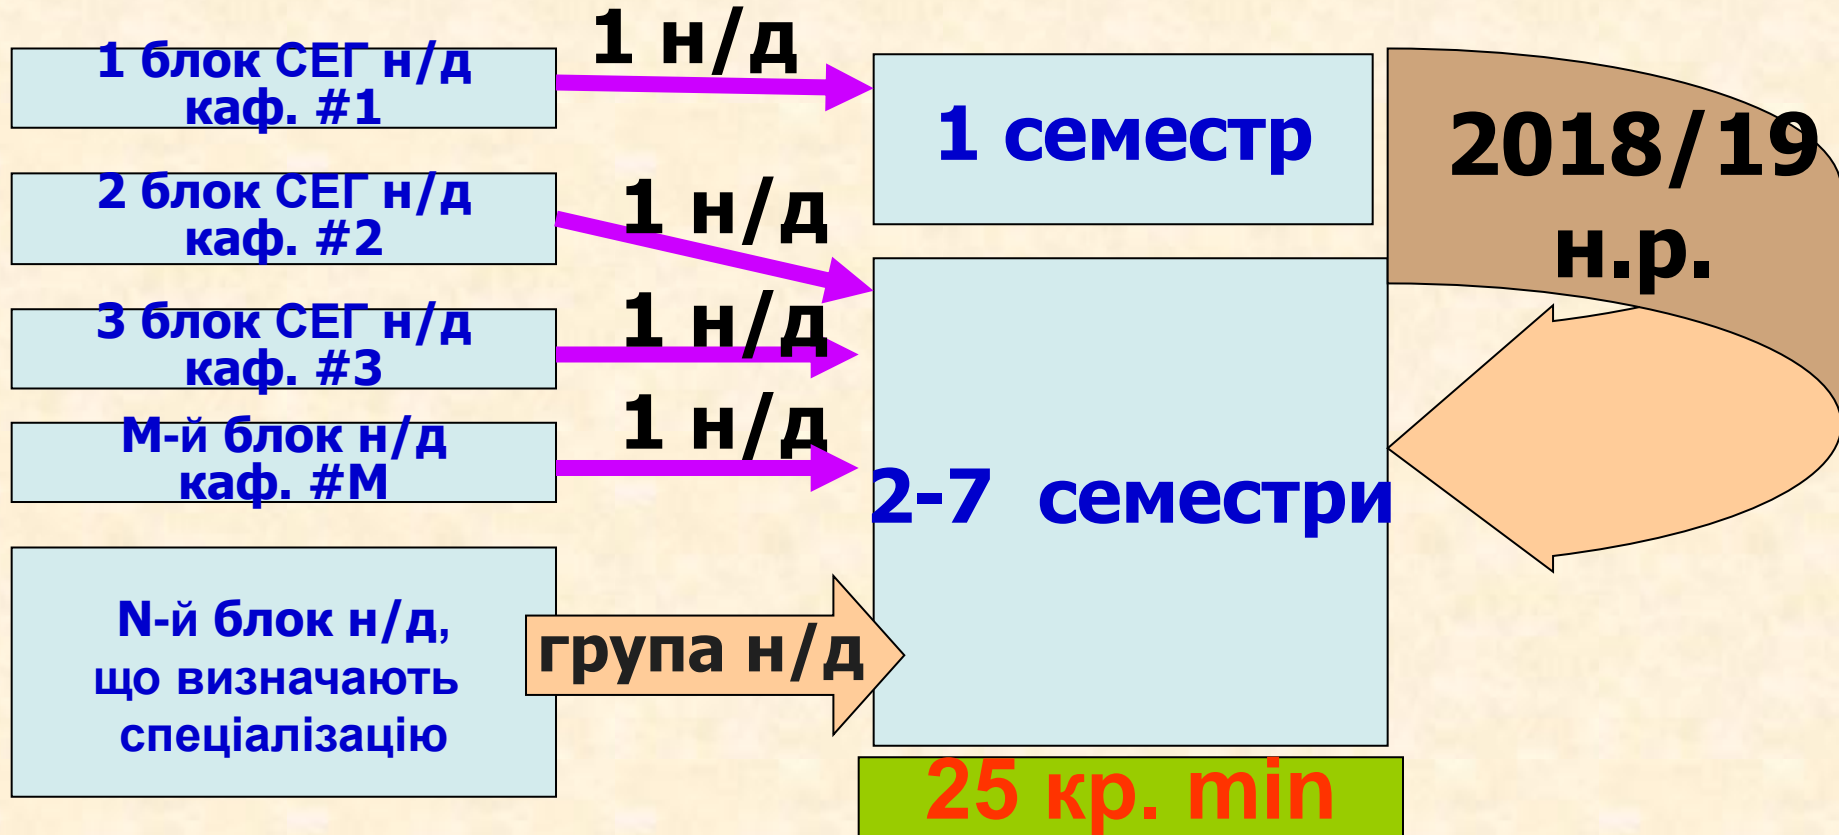 1 блок СЕГ н/д
каф. #1
1 н/д
1 семестр
2018/19
н.р.
2 блок СЕГ н/д
каф. #2
1 н/д
3 блок СЕГ н/д
каф. #3
1 н/д
М-й блок н/д
каф. #М
1 н/д
2-7 семестри
N-й блок н/д,
що визначають
спеціалізацію
група н/д
25 кр. min